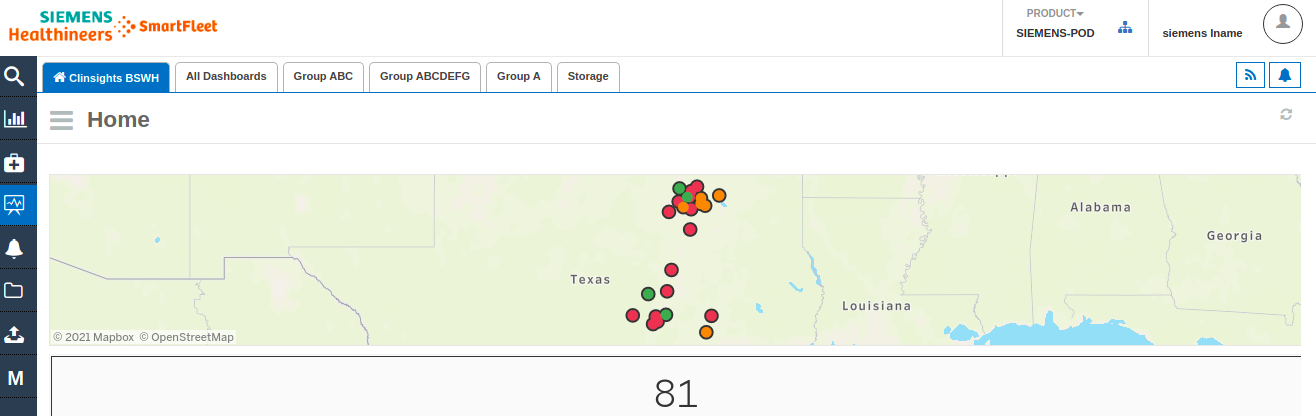 SIEMENS
Healthineers
SmartFleet
PRODUCT
SIEMENS-POD
siemens lname
Clinsights BSWH
All Dashboards
Group ABC
Group ABCDEFG
Group A
Storage
Home
Alabama
Georgia
Texas
Louisiana
© 2021 Mapbox © OpenStreetMap
M
81